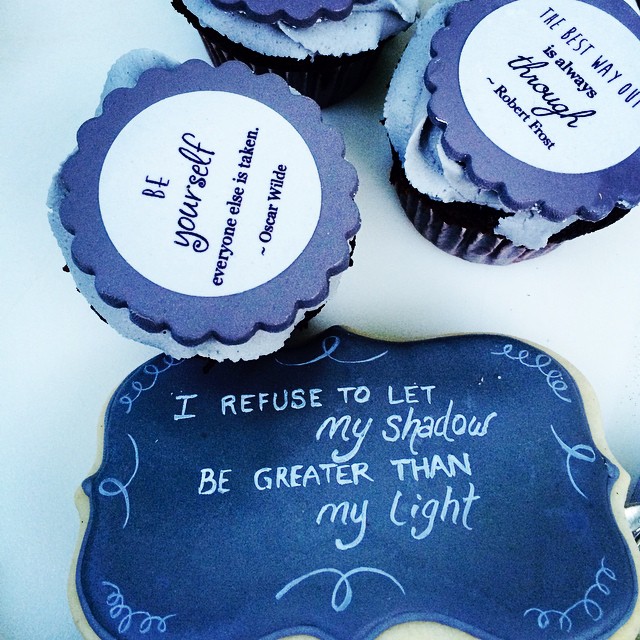 BE
yourself
everyone else is taken.
~ Oscar Wilde
THE BEST WAY OUT
is always
through
~ Robert Frost
I REFUSE TO LET
my shadow
BE GREATER THAN
my light